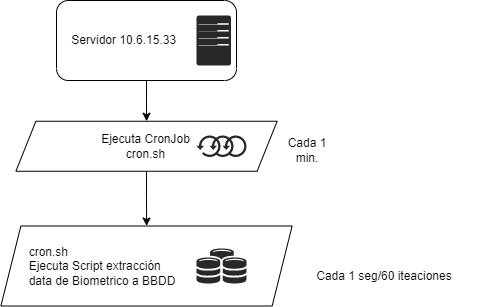 Servidor 10.6.15.33
Ejecuta CronJob
cron.sh
Cada 1
min.
cron.sh
Ejecuta Script extracción
data de Biometrico a BBDD
Cada 1 seg/60 iteaciones